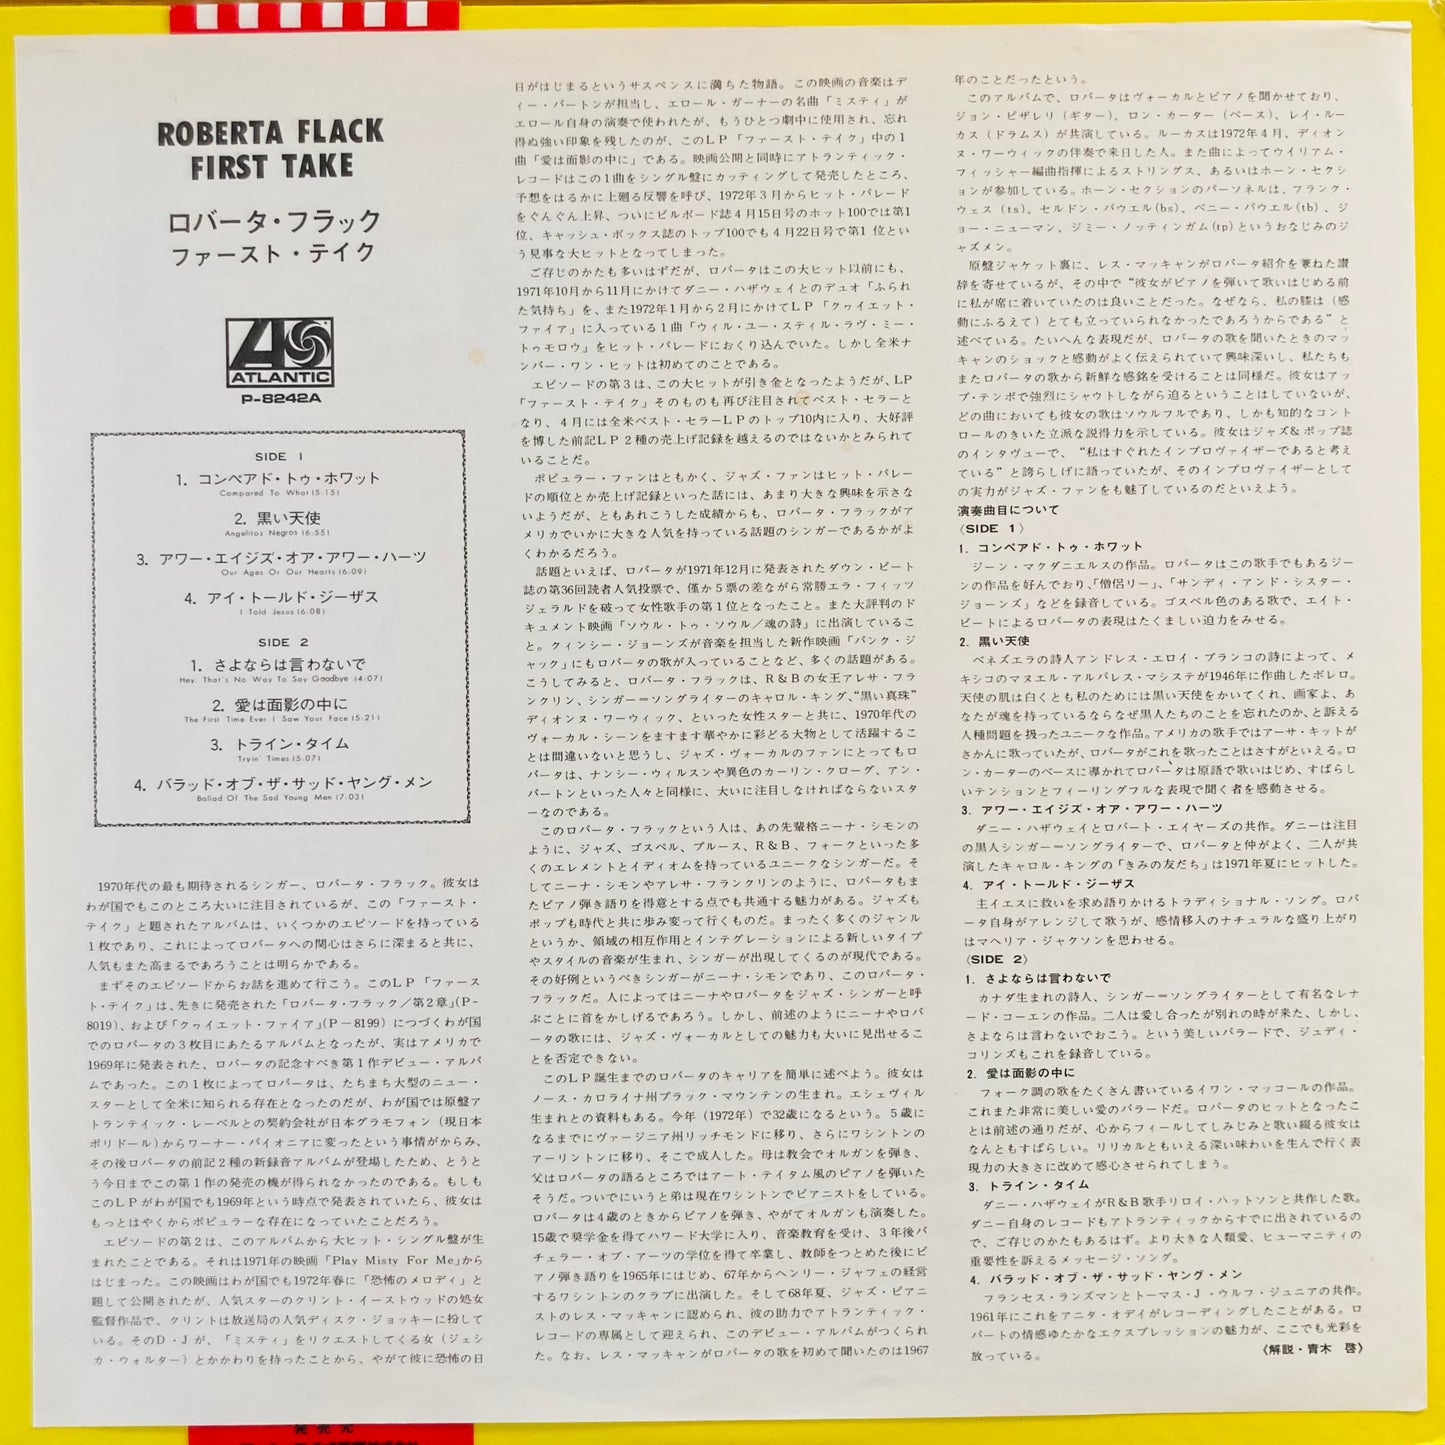 ROBERTA FLACK
FIRST TAKE
ロバータ・フラック
ファースト・テイク
ATLANTIC
P-8242A
SIDE 1
1. コンペアド・トゥ・ホワット
Compared To What (5:15)
2. 黒い天使
Angelitos Negros (6:55)
3. アワー・エイジズ・オア・アワー・ハーツ
Our Ages Or Our Hearts (6:09)
4. アイ・トールド・ジーザス
I Told Jesus (6:08)
SIDE 2
1. さよならは言わないで
Hey, That's No Way To Say Goodbye (4:07)
2. 愛は面影の中に
The First Time Ever I Saw Your Face (5:21)
3. トライン・タイム
Tryin' Times (5:07)
4. バラッド・オブ・ザ・サッド・ヤング・メン
Ballad Of The Sad Young Men (7:03)
1970年代の最も期待されるシンガー、ロバータ・フラック。彼女は
わが国でもこのところ大いに注目されているが、この「ファースト・
テイク」と題されたアルバムは、いくつかのエピソードを持っている
1枚であり、これによってロバータへの関心はさらに深まると共に、
人気もまた高まるであろうことは明らかである。
まずそのエピソードからお話を進めて行こう。このLP「ファース
ト・テイク」は、先きに発売された「ロバータ・フラック／第2章」(P-
8019)、および「クヮイエット・ファイア」(P－8199) につづくわが国
でのロバータの3枚目にあたるアルバムとなったが、実はアメリカで
1969年に発表された、ロバータの記念すべき第1作デビュー・アルバ
ムであった。この1枚によってロバータは、たちまち大型のニュー・
スターとして全米に知られる存在となったのだが、わが国では原盤ア
トランテイック・レーベルとの契約会社が日本グラモフォン（現日本
ポリドール）からワーナー・パイオニアに変ったという事情がからみ、
その後ロバータの前記2種の新録音アルバムが登場したため、とうと
う今日までこの第1作の発売の機が得られなかったのである。もしも
このLPがわが国でも1969年という時点で発表されていたら、彼女は
もっとはやくからポピュラーな存在になっていたことだろう。
エピソードの第2は、このアルバムから大ヒット・シングル盤が生
まれたことである。それは1971年の映画「Play Misty For Me」から
はじまった。この映画はわが国でも1972年春に「恐怖のメロディ」と
題して公開されたが、人気スターのクリント・イーストウッドの処女
監督作品で、クリントは放送局の人気ディスク・ジョッキーに扮して
いる。そのD・Jが、「ミスティ」をリクエストしてくる女（ジェシ
カ・ウォルター）とかかわりを持ったことから、やがて彼に恐怖の日
日がはじまるというサスペンスに満ちた物語。この映画の音楽はデ
ィー・バートンが担当し、エロール・ガーナーの名曲「ミスティ」が
エロール自身の演奏で使われたが、もうひとつ劇中に使用され、忘れ
得ぬ強い印象を残したのが、このLP「ファースト・テイク」中の1
曲「愛は面影の中に」である。映画公開と同時にアトランティック・
レコードはこの1曲をシングル盤にカッティングして発売したところ、
予想をはるかに上廻る反響を呼び、1972年3月からヒット・パレード
をぐんぐん上昇、ついにビルボード誌4月15日号のホット100では第1
位、キャッシュ・ボックス誌のトップ100でも4月22日号で第1位とい
う見事な大ヒットとなってしまった。
ご存じのかたも多いはずだが、ロバータはこの大ヒット以前にも、
1971年10月から11月にかけてダニー・ハザウェイとのデュオ「ふられ
た気持ち」を、また1972年1月から2月にかけてLP「クヮイエット・
ファイア」に入っている1曲「ウィル・ユー・スティル・ラヴ・ミー・
トゥモロウ」をヒット・パレードにおくり込んでいた。しかし全米ナ
ンバー・ワン・ヒットは初めてのことである。
エピソードの第3は、この大ヒットが引き金となったようだが、LP
「ファースト・テイク」そのものも再び注目されてベスト・セラーと
なり、4月には全米ベスト・セラーLPのトップ10内に入り、大好評
を博した前記LP2種の売上げ記録を越えるのではないかとみられて
いることだ。
ポピュラー・ファンはともかく、ジャズ・ファンはヒット・パレー
ドの順位とか売上げ記録といった話には、あまり大きな興味を示さな
いようだが、ともあれこうした成績からも、ロバータ・フラックがア
メリカでいかに大きな人気を持っている話題のシンガーであるかがよ
くわかるだろう。
話題といえば、ロバータが1971年12月に発表されたダウン・ビート
誌の第36回読者人気投票で、僅か5票の差ながら常勝エラ・フィッツ
ジェラルドを破って女性歌手の第1位となったこと。また大評判のド
キュメント映画「ソウル・トゥ・ソウル／魂の詩」に出演しているこ
と。クィンシー・ジョーンズが音楽を担当した新作映画「バンク・ジ
ャック」にもロバータの歌が入っていることなど、多くの話題がある。
こうしてみると、ロバータ・フラックは、R＆Bの女王アレサ・フラ
ンクリン、シンガー＝ソングライターのキャロル・キング、“黒い真珠”
ディオンヌ・ワーウィック、といった女性スターと共に、1970年代の
ヴォーカル・シーンをますます華やかに彩どる大物として活躍するこ
とは間違いないと思うし、ジャズ・ヴォーカルのファンにとってもロ
バータは、ナンシー・ウィルスンや異色のカーリン・クローグ、アン・
バートンといった人々と同様に、大いに注目しなければならないスタ
ーなのである。
このロバータ・フラックという人は、あの先輩格ニーナ・シモンの
ように、ジャズ、ゴスペル、ブルース、R＆B、フォークといった多
くのエレメントとイディオムを持っているユニークなシンガーだ。そ
してニーナ・シモンやアレサ・フランクリンのように、ロバータもま
たピアノ弾き語りを得意とする点でも共通する魅力がある。ジャズも
ポップも時代と共に歩み変って行くものだ。まったく多くのジャンル
というか、領域の相互作用とインテグレーションによる新しいタイプ
やスタイルの音楽が生まれ、シンガーが出現してくるのが現代である。
その好例というべきシンガーがニーナ・シモンであり、このロバータ・
フラックだ。人によってはニーナやロバータをジャズ・シンガーと呼
ぶことに首をかしげるであろう。しかし、前述のようにニーナやロバ
ータの歌には、ジャズ・ヴォーカルとしての魅力も大いに見出せるこ
とを否定できない。
このLP誕生までのロバータのキャリアを簡単に述べよう。彼女は
ノース・カロライナ州ブラック・マウンテンの生まれ。エシェヴィル
生まれとの資料もある。今年（1972年）で32歳になるという。5歳に
なるまでにヴァージニア州リッチモンドに移り、さらにワシントンの
アーリントンに移り、そこで成人した。母は教会でオルガンを弾き、
父はロバータの語るところではアート・テイタム風のピアノを弾いた
そうだ。ついでにいうと弟は現在ワシントンでピアニストをしている。
ロバータは4歳のときからピアノを弾き、やがてオルガンも演奏した。
15歳で奨学金を得てハワード大学に入り、音楽教育を受け、3年後バ
チェラー・オブ・アーツの学位を得て卒業し、教師をつとめた後にピ
アノ弾き語りを1965年にはじめ、67年からヘンリー・ジャフェの経営
するワシントンのクラブに出演した。そして68年夏、ジャズ・ピアニ
ストのレス・マッキャンに認められ、彼の助力でアトランティック・
レコードの専属として迎えられ、このデビュー・アルバムがつくられ
た。なお、レス・マッキャンがロバータの歌を初めて聞いたのは1967
年のことだったという。
このアルバムで、ロバータはヴォーカルとピアノを聞かせており、
ジョン・ピザレリ（ギター）、ロン・カーター（ベース）、レイ・ルー
カス（ドラムス）が共演している。ルーカスは1972年4月、ディオン
ヌ・ワーウィックの伴奏で来日した人。また曲によってウイリアム・
フィッシャー編曲指揮によるストリングス、あるいはホーン・セクシ
ョンが参加している。ホーン・セクションのパーソネルは、フランク・
ウェス (ts)、セルドン・パウエル(bs)、ベニー・パウエル(tb) 、ジ
ョー・ニューマン、ジミー・ノッティンガム(tp)というおなじみのジ
ャズメン。
原盤ジャケット裏に、レス・マッキャンがロバータ紹介を兼ねた讃
辞を寄せているが、その中で“彼女がピアノを弾いて歌いはじめる前
に私が席に着いていたのは良いことだった。なぜなら、私の膝は（感
動にふるえて）とても立っていられなかったであろうからである”と
述べている。たいへんな表現だが、ロバータの歌を聞いたときのマッ
キャンのショックと感動がよく伝えられていて興味深いし、私たちも
またロバータの歌から新鮮な感銘を受けることは同様だ。彼女はアッ
プ・テンポで強烈にシャウトしながら迫るということはしていないが、
どの曲においても彼女の歌はソウルフルであり、しかも知的なコント
ロールのきいた立派な説得力を示している。彼女はジャズ＆ポップ誌
のインタヴューで、“私はすぐれたインプロヴァイザーであると考え
ている”と誇らしげに語っていたが、そのインプロヴァイザーとして
の実力がジャズ・ファンをも魅了しているのだといえよう。
演奏曲目について
〈SIDE 1〉
1. コンペアド・トゥ・ホワット
ジーン・マクダニエルスの作品。ロバータはこの歌手でもあるジー
ンの作品を好んでおり、「僧侶リー」、「サンディ・アンド・シスター・
ジョーンズ」などを録音している。ゴスペル色のある歌で、エイト・
ビートによるロバータの表現はたくましい迫力をみせる。
2. 黒い天使
ベネズエラの詩人アンドレス・エロイ・ブランコの詩によって、メ
キシコのマヌエル・アルバレス・マシステが1946年に作曲したボレロ。
天使の肌は白くとも私のためには黒い天使をかいてくれ、画家よ、あ
なたが魂を持っているならなぜ黒人たちのことを忘れたのか、と訴える
人種問題を扱ったユニークな作品。アメリカの歌手ではアーサ・キットが
さかんに歌っていたが、ロバータがこれを歌ったことはさすがといえる。ロ
ン・カーターのベースに導かれてロバータは原語で歌いはじめ、すばらし
いテンションとフィーリングフルな表現で聞く者を感動させる。
3. アワー・エイジズ・オア・アワー・ハーツ
ダニー・ハザウェイとロバート・エイヤーズの共作。ダニーは注目
の黒人シンガー＝ソングライターで、ロバータと仲がよく、二人が共
演したキャロル・キングの「きみの友だち」は1971年夏にヒットした。
4. アイ・トールド・ジーザス
主イエスに救いを求め語りかけるトラディショナル・ソング。ロバ
ータ自身がアレンジして歌うが、感情移入のナチュラルな盛り上がり
はマヘリア・ジャクソンを思わせる。
〈SIDE 2〉
1. さよならは言わないで
カナダ生まれの詩人、シンガー＝ソングライターとして有名なレナ
ード・コーエンの作品。二人は愛し合ったが別れの時が来た、しかし、
さよならは言わないでおこう。という美しいバラードで、ジュディ・
コリンズもこれを録音している。
2. 愛は面影の中に
フォーク調の歌をたくさん書いているイワン・マッコールの作品。
これまた非常に美しい愛のバラードだ。ロバータのヒットとなったこ
とは前述の通りだが、心からフィールしてしみじみと歌い綴る彼女は
なんともすばらしい。リリカルともいえる深い味わいを生んで行く表
現力の大きさに改めて感心させられてしまう。
3. トライン・タイム
ダニー・ハザウェイがR＆B歌手リロイ・ハットソンと共作した歌。
ダニー自身のレコードもアトランティックからすでに出されているの
で、ご存じのかたもあるはず。より大きな人類愛、ヒューマニティの
重要性を訴えるメッセージ・ソング。
4. バラッド・オブ・ザ・サッド・ヤング・メン
フランセス・ランズマンとトーマス・J・ウルフ・ジュニアの共作。
1961年にこれをアニタ・オデイがレコーディングしたことがある。ロ
バートの情感ゆたかなエクスプレッションの魅力が、ここでも光彩を
放っている。
《解説・青木 啓》
発売元